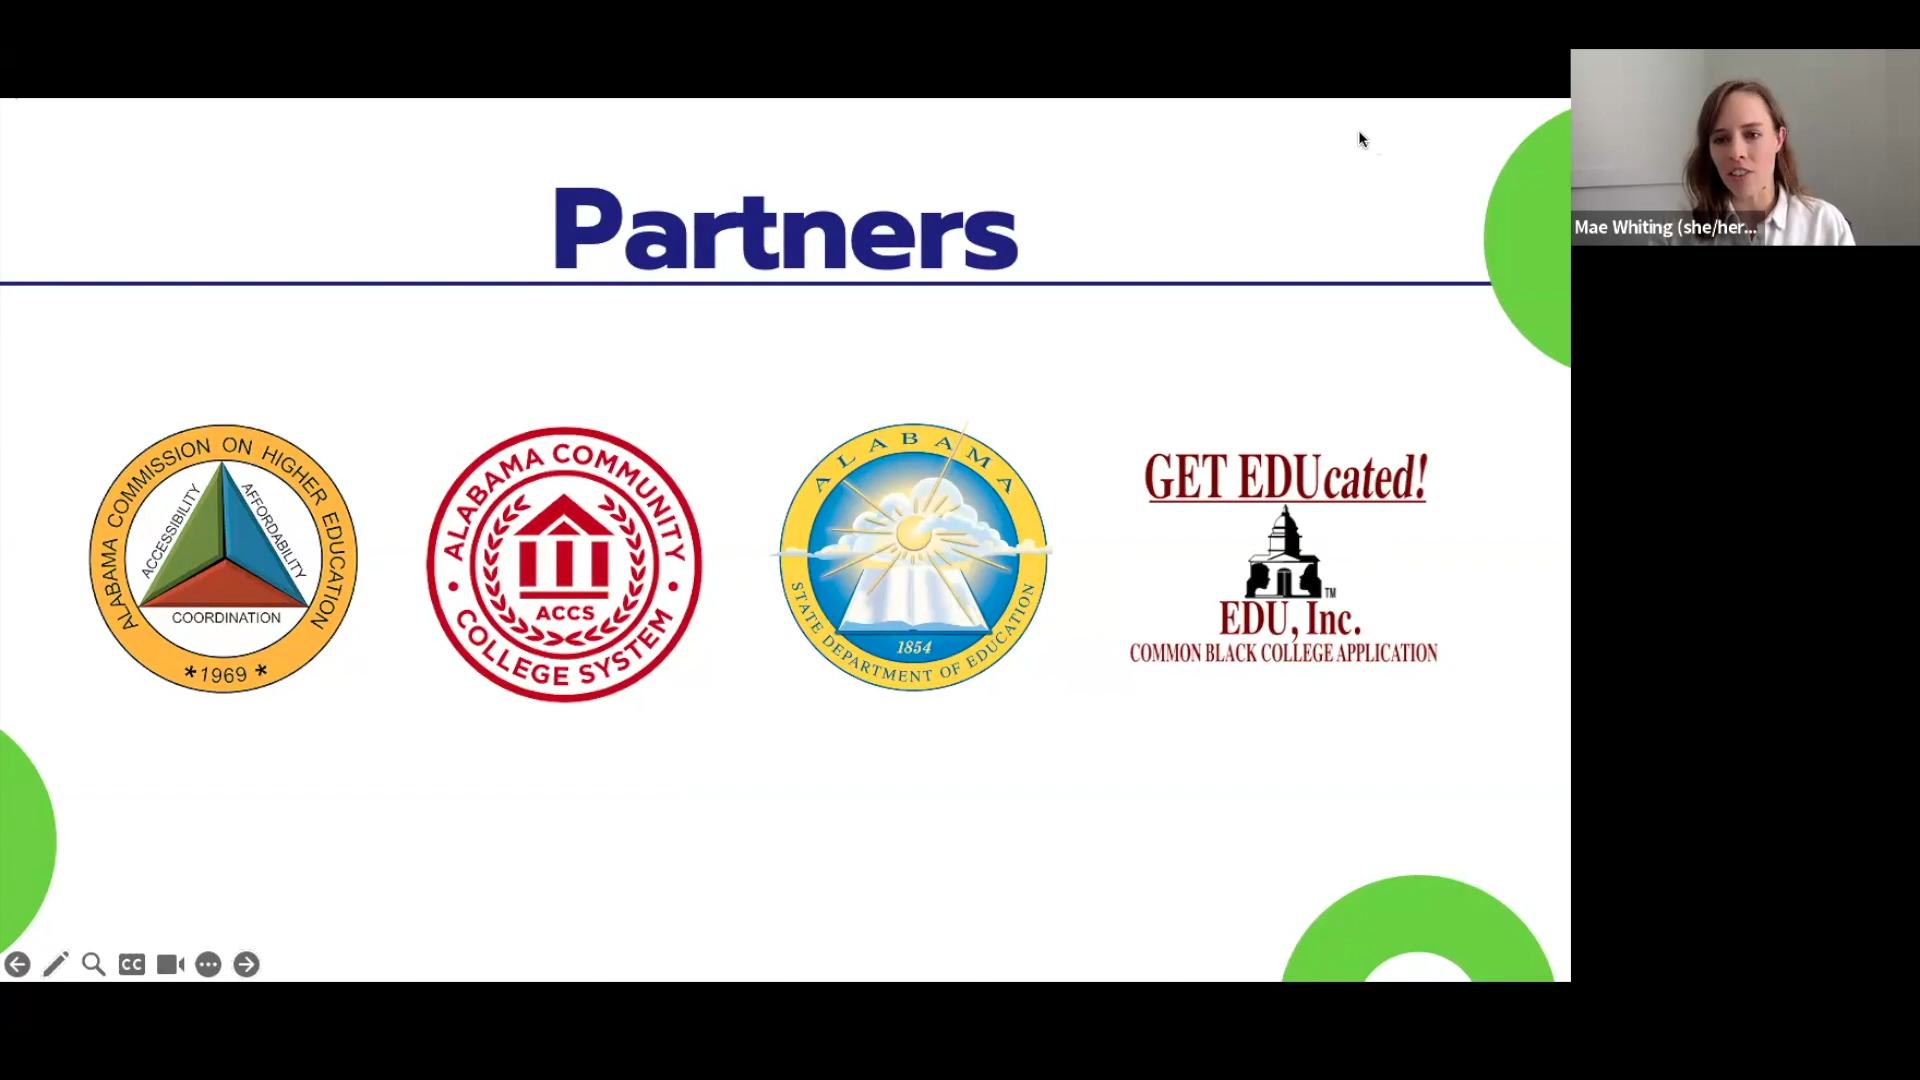 Partners
Mae Whiting (she/her...
ALABAMA COMMISSION ON HIGHER EDUCATION
ACCESSIBILITY
AFFORDABILITY
COORDINATION
*1969*
ALABAMA COMMUNITY
ACCS
• COLLEGE SYSTEM •
ALABAMA
1854
STATE DEPARTMENT OF EDUCATION
GET EDUcated!
TM
EDU, Inc.
COMMON BLACK COLLEGE APPLICATION
CC